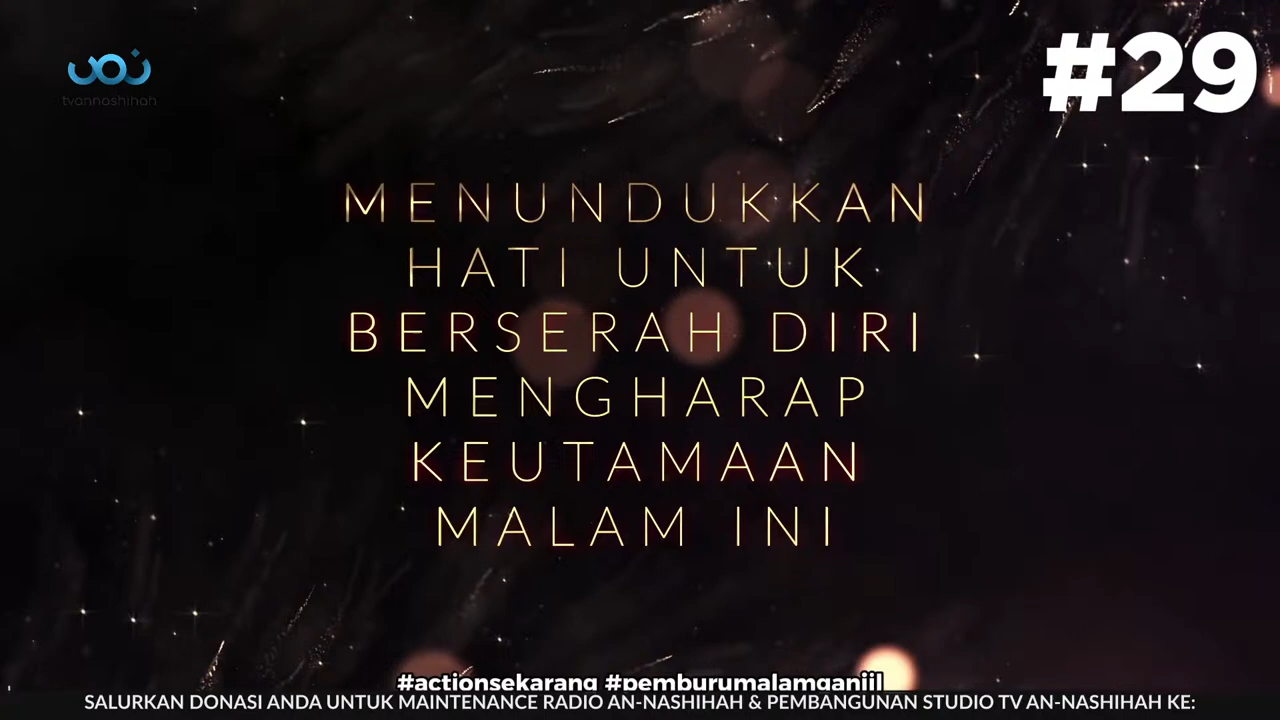 tvannashihah
#29
MENUNDUKKAN
HATI UNTUK
BERSERAH DIRI
MENGHARAP
KEUTAMAAN
MALAM INI
#actionsekarang #pemburumalamganjil
SALURKAN DONASI ANDA UNTUK MAINTENANCE RADIO AN-NASHIHAH & PEMBANGUNAN STUDIO TV AN-NASHIHAH KE: